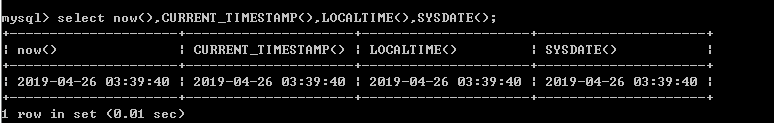 mysql> select now(),CURRENT_TIMESTAMP(),LOCALTIME(),SYSDATE();
+---------------------+---------------------+---------------------+---------------------+
| now()               | CURRENT_TIMESTAMP() | LOCALTIME()         | SYSDATE()           |
+---------------------+---------------------+---------------------+---------------------+
| 2019-04-26 03:39:40 | 2019-04-26 03:39:40 | 2019-04-26 03:39:40 | 2019-04-26 03:39:40 |
+---------------------+---------------------+---------------------+---------------------+
1 row in set (0.01 sec)